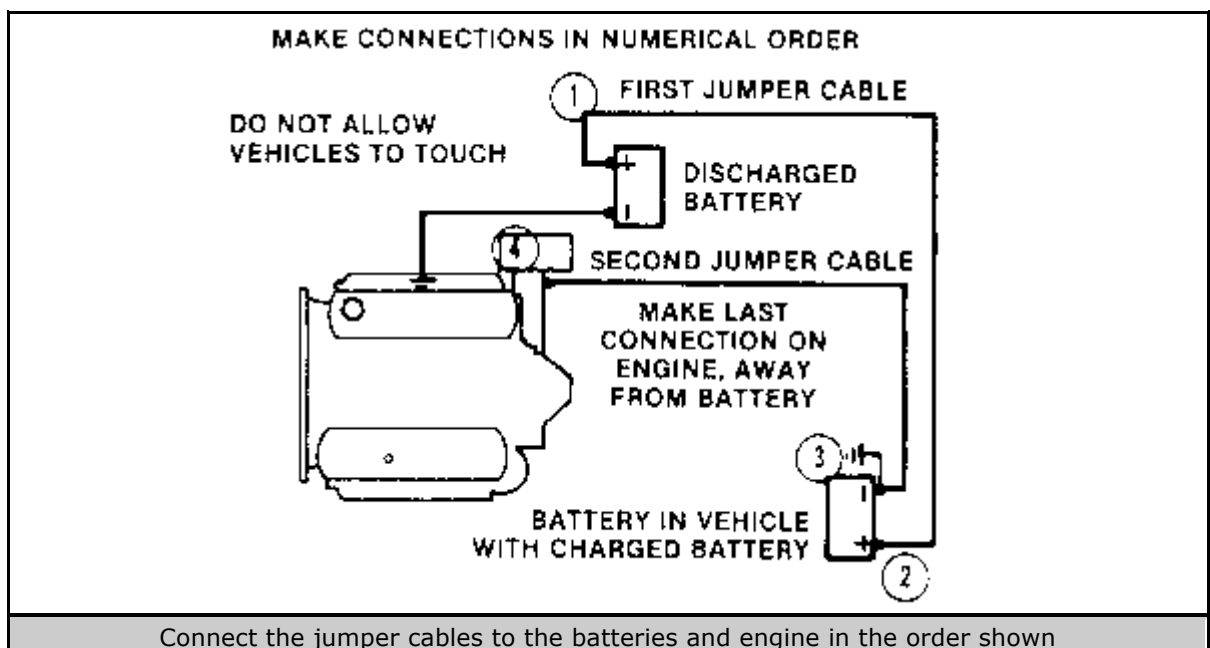 MAKE CONNECTIONS IN NUMERICAL ORDER
1
FIRST JUMPER CABLE
DO NOT ALLOW
VEHICLES TO TOUCH
+
DISCHARGED
BATTERY
-
4
SECOND JUMPER CABLE
MAKE LAST
CONNECTION ON
ENGINE, AWAY
FROM BATTERY
3
-
BATTERY IN VEHICLE
WITH CHARGED BATTERY
+
2
Connect the jumper cables to the batteries and engine in the order shown